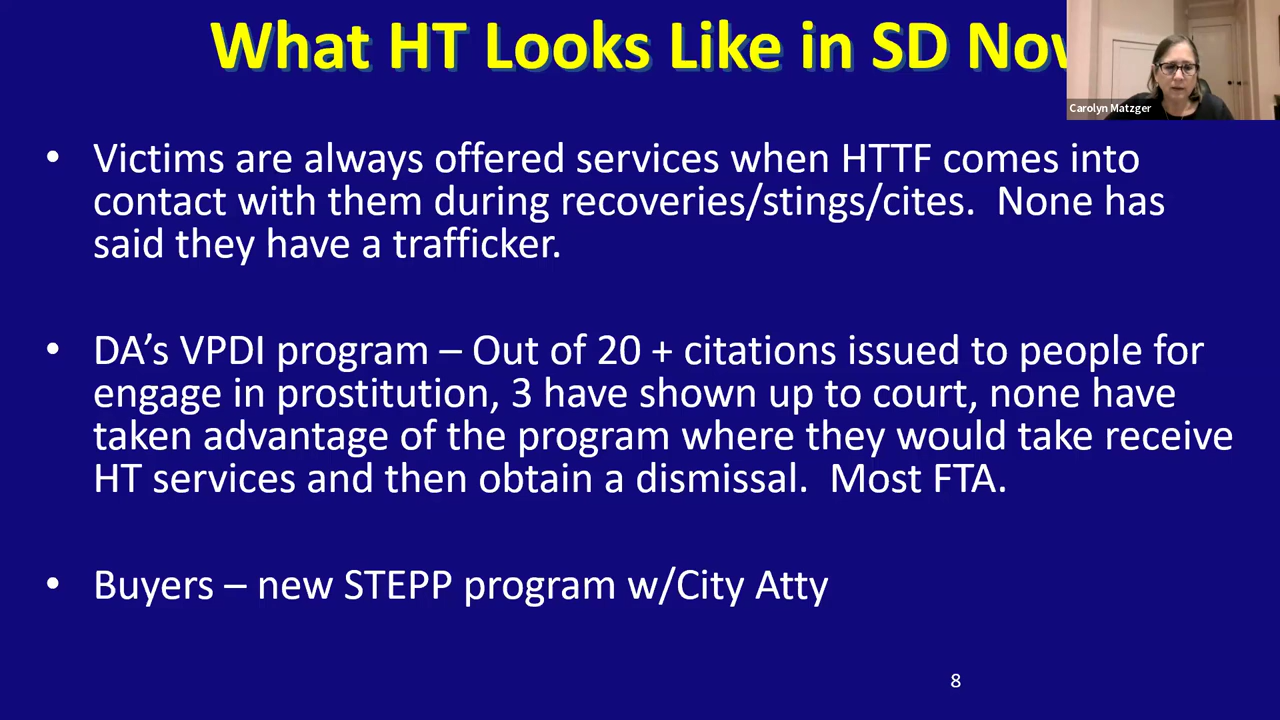 What HT Looks Like in SD Now
Carolyn Matzger
• Victims are always offered services when HTTF comes into
contact with them during recoveries/stings/cites.  None has
said they have a trafficker.
• DA’s VPDI program – Out of 20 + citations issued to people for
engage in prostitution, 3 have shown up to court, none have
taken advantage of the program where they would take receive
HT services and then obtain a dismissal.  Most FTA.
• Buyers – new STEPP program w/City Atty
8